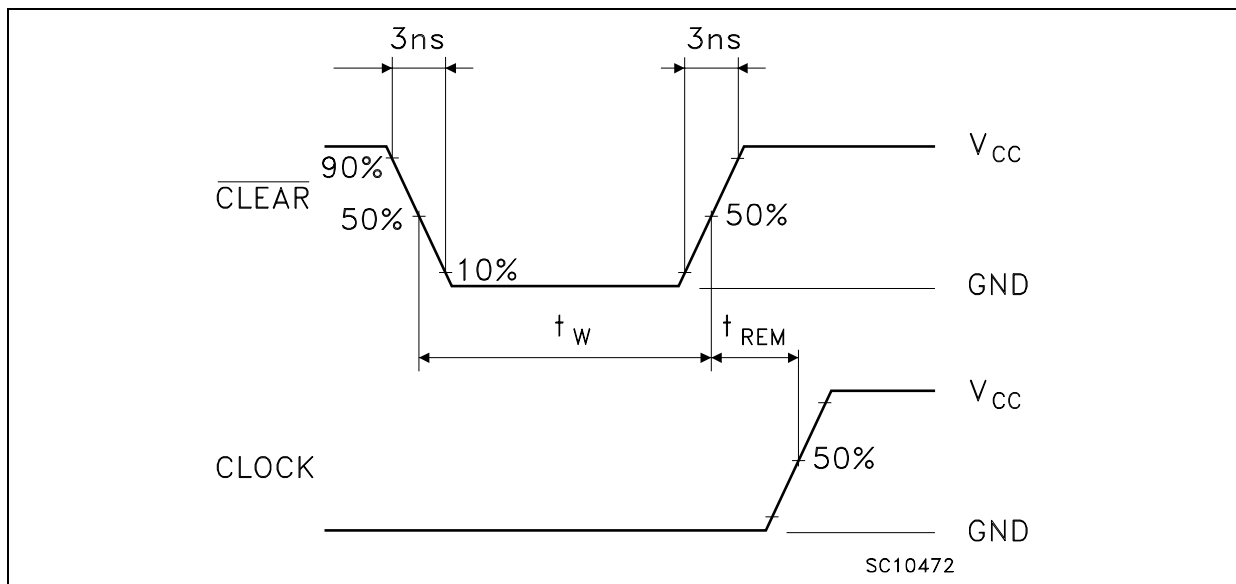 3ns 3ns
90% V_CC
CLEAR
50% 50%
10% GND
t_W t_REM
V_CC
CLOCK 50%
GND
SC10472